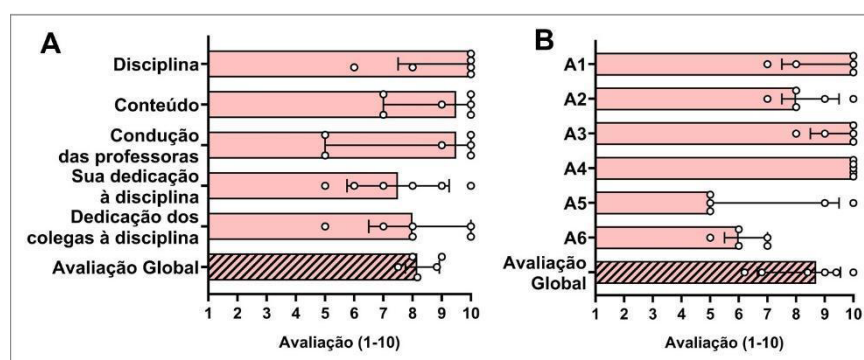 A
Disciplina
Conteúdo
Condução
das professoras
Sua dedicação
à disciplina
Dedicação dos
colegas à disciplina
Avaliação Global
1 2 3 4 5 6 7 8 9 10
Avaliação (1-10)
B
A1
A2
A3
A4
A5
A6
Avaliação
Global
1 2 3 4 5 6 7 8 9 10
Avaliação (1-10)